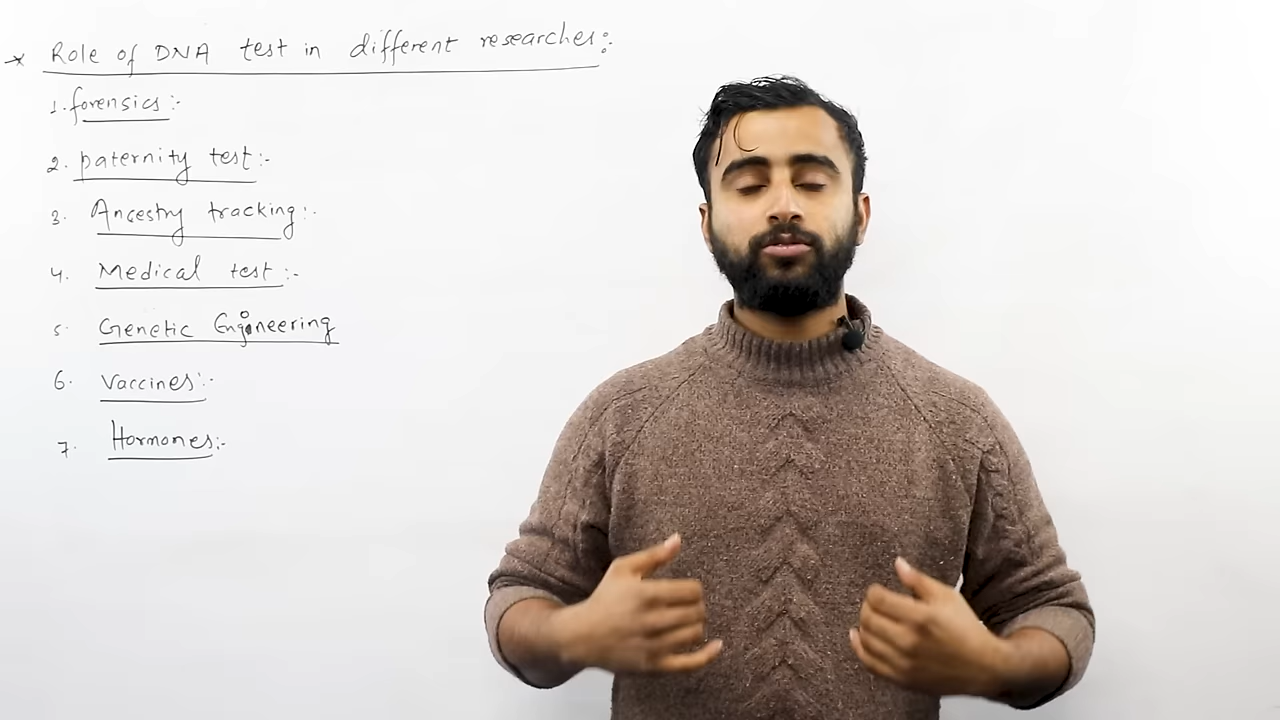 * Role of DNA test in different researches:
1. forensics:-
2. paternity test:-
3. Ancestry tracking:-
4. Medical test:-
5. Genetic Engineering
6. Vaccines:-
7. Hormones:-